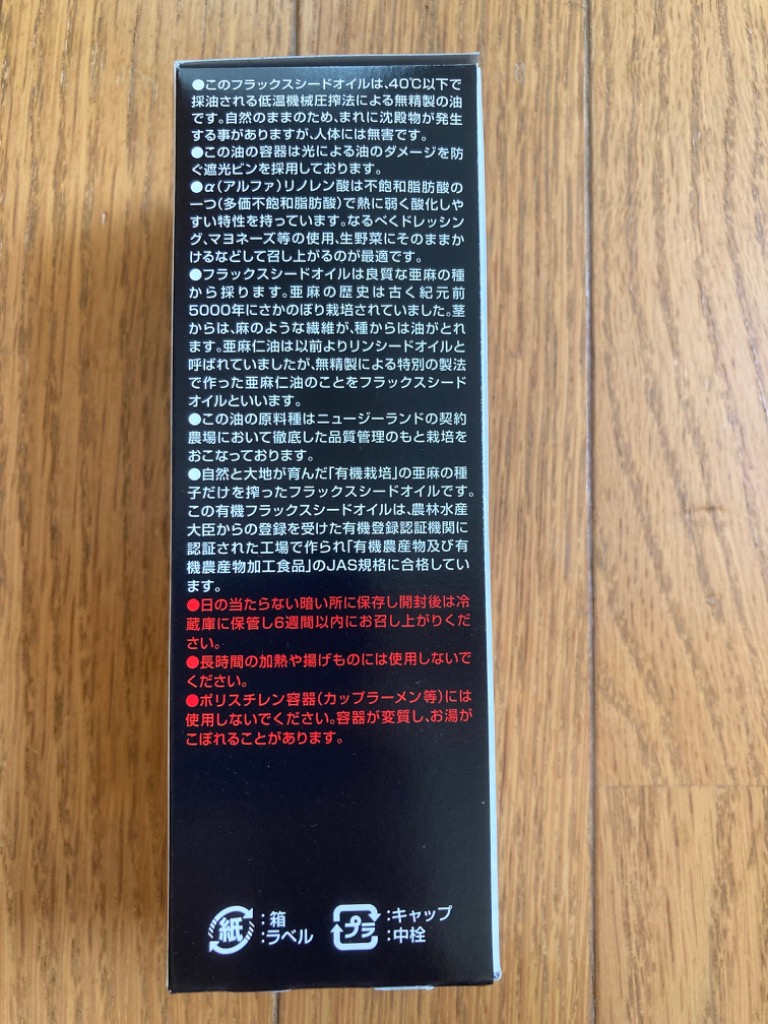 ●このフラックスシードオイルは、40℃以下で
採油される低温機械圧搾法による無精製の油
です。自然のままのため、まれに沈殿物が発生
する事がありますが、人体には無害です。
●この油の容器は光による油のダメージを防
ぐ遮光ビンを採用しております。
●α(アルファ)リノレン酸は不飽和脂肪酸の
一つ(多価不飽和脂肪酸)で熱に弱く酸化しや
すい特性を持っています。なるべくドレッシン
グ、マヨネーズ等の使用、生野菜にそのままか
けるなどして召し上がるのが最適です。
●フラックスシードオイルは良質な亜麻の種
から採ります。亜麻の歴史は古く紀元前
5000年にさかのぼり栽培されていました。茎
からは、麻のような繊維が、種からは油がとれ
ます。亜麻仁油は以前よりリンシードオイルと
呼ばれていましたが、無精製による特別の製法
で作った亜麻仁油のことをフラックスシード
オイルといいます。
●この油の原料種はニュージーランドの契約
農場において徹底した品質管理のもと栽培を
おこなっております。
●自然と大地が育んだ「有機栽培」の亜麻の種
子だけを搾ったフラックスシードオイルです。
この有機フラックスシードオイルは、農林水産
大臣からの登録を受けた有機登録認証機関に
認証された工場で作られ「有機農産物及び有
機農産物加工食品」のJAS規格に合格してい
ます。
●日の当たらない暗い所に保存し開封後は冷
蔵庫に保管し6週間以内にお召し上がりくだ
さい。
●長時間の加熱や揚げものには使用しないで
ください。
●ポリスチレン容器(カップラーメン等)には
使用しないでください。容器が変質し、お湯が
こぼれることがあります。
紙:箱
:ラベル
プラ:キャップ
:中栓